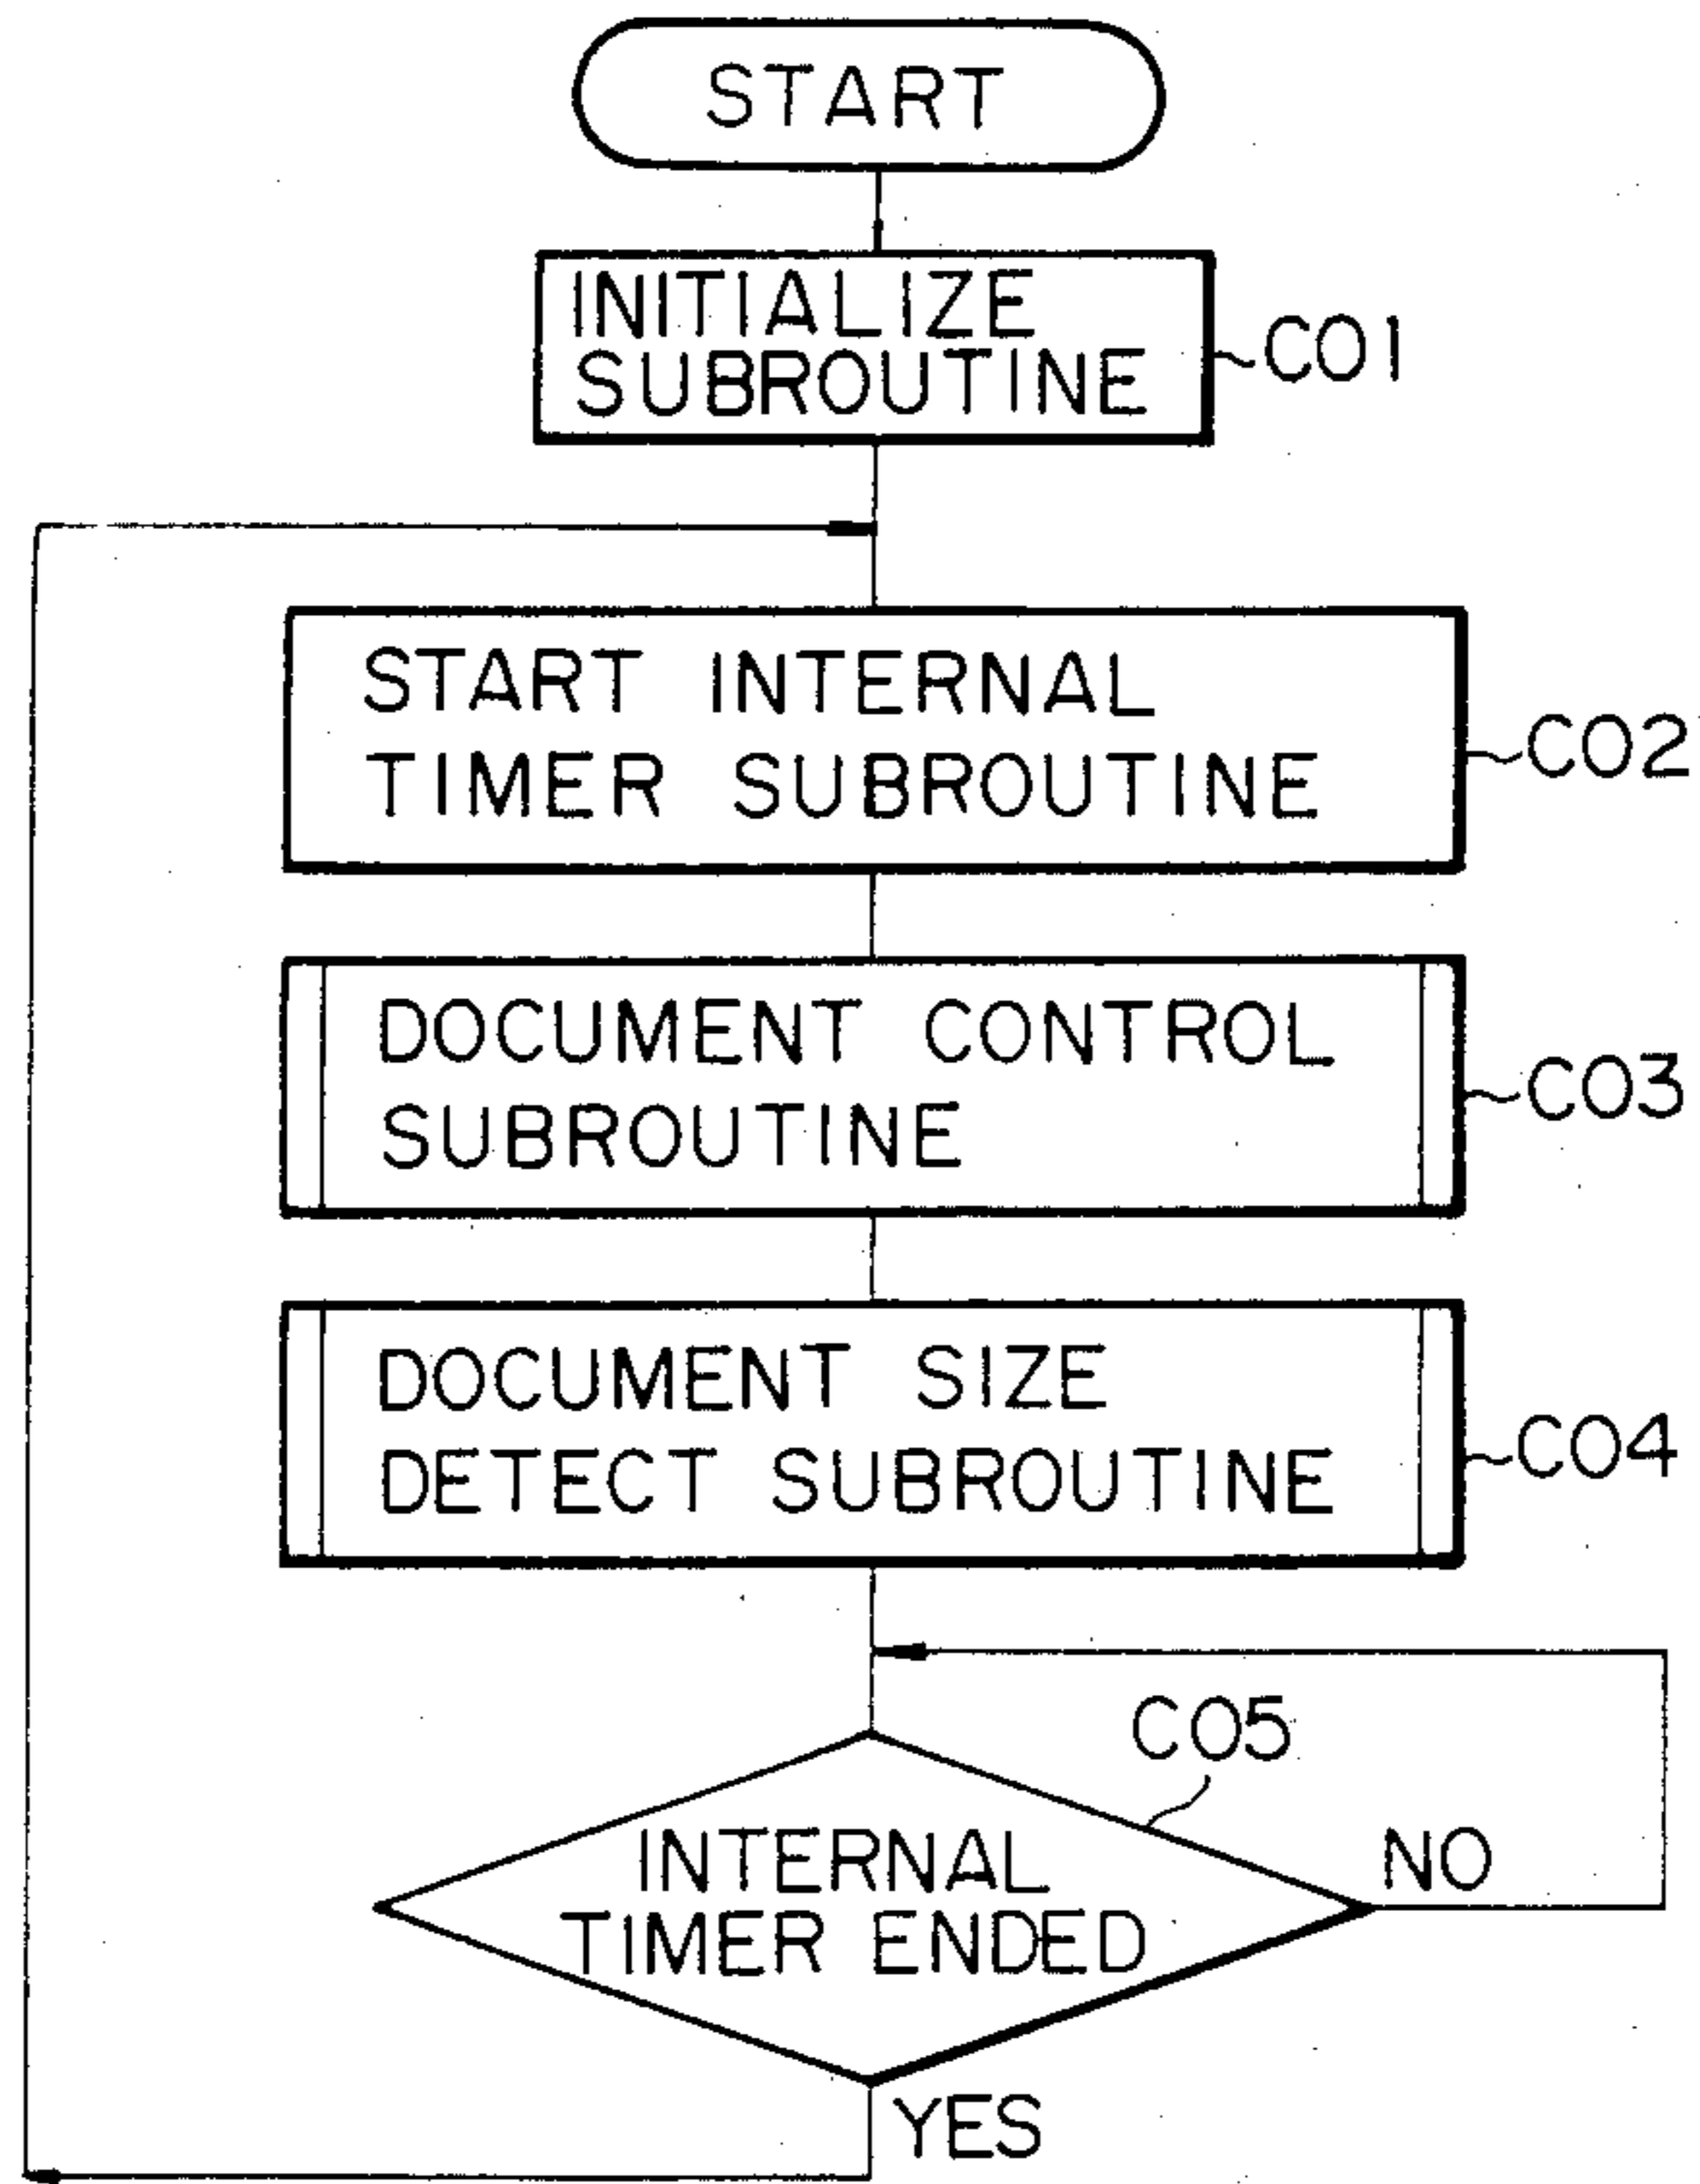 START
INITIALIZE
SUBROUTINE
C01
START INTERNAL
TIMER SUBROUTINE
C02
DOCUMENT CONTROL
SUBROUTINE
C03
DOCUMENT SIZE
DETECT SUBROUTINE
C04
C05
INTERNAL
TIMER ENDED
NO
YES